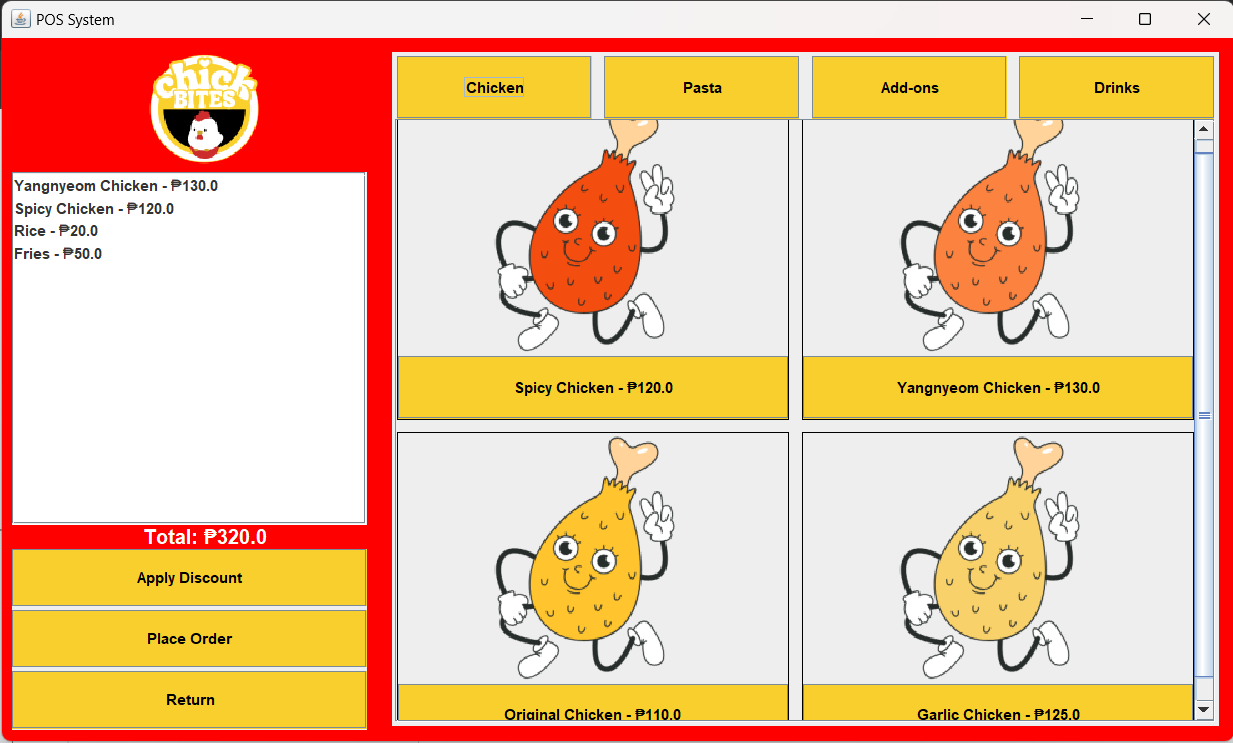 POS System
chick
BITES
Yangnyeom Chicken - ₱130.0
Spicy Chicken - ₱120.0
Rice - ₱20.0
Fries - ₱50.0
Total: ₱320.0
Apply Discount
Place Order
Return
Chicken
Pasta
Add-ons
Drinks
Spicy Chicken - ₱120.0
Yangnyeom Chicken - ₱130.0
Original Chicken - ₱110.0
Garlic Chicken - ₱125.0